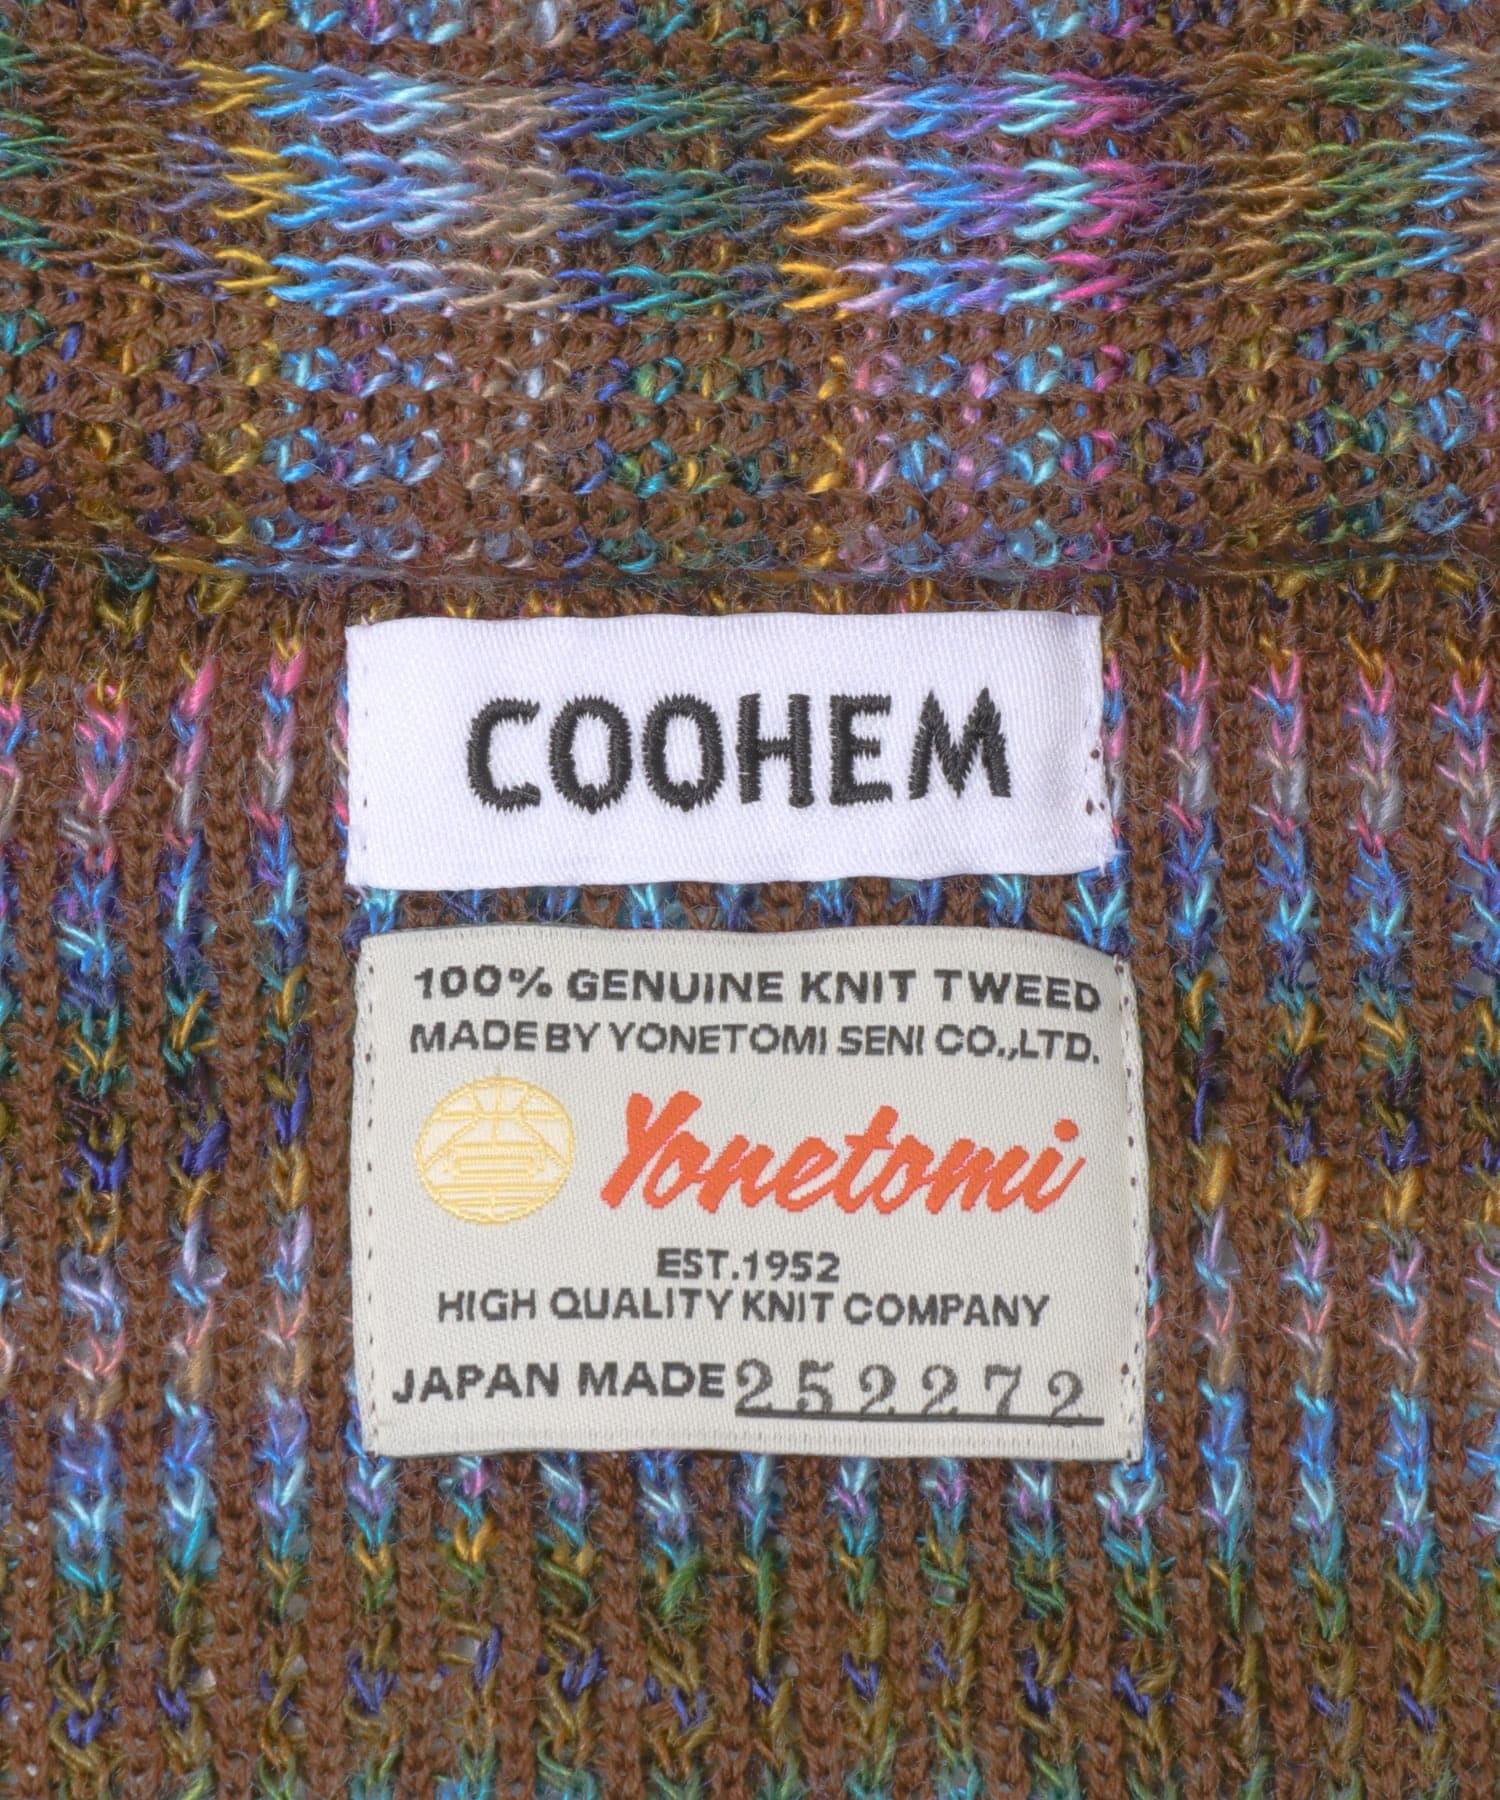 COOHEM
100% GENUINE KNIT TWEED
MADE BY YONETOMI SENI CO.,LTD.
Yonetomi
EST.1952
HIGH QUALITY KNIT COMPANY
JAPAN MADE 252272